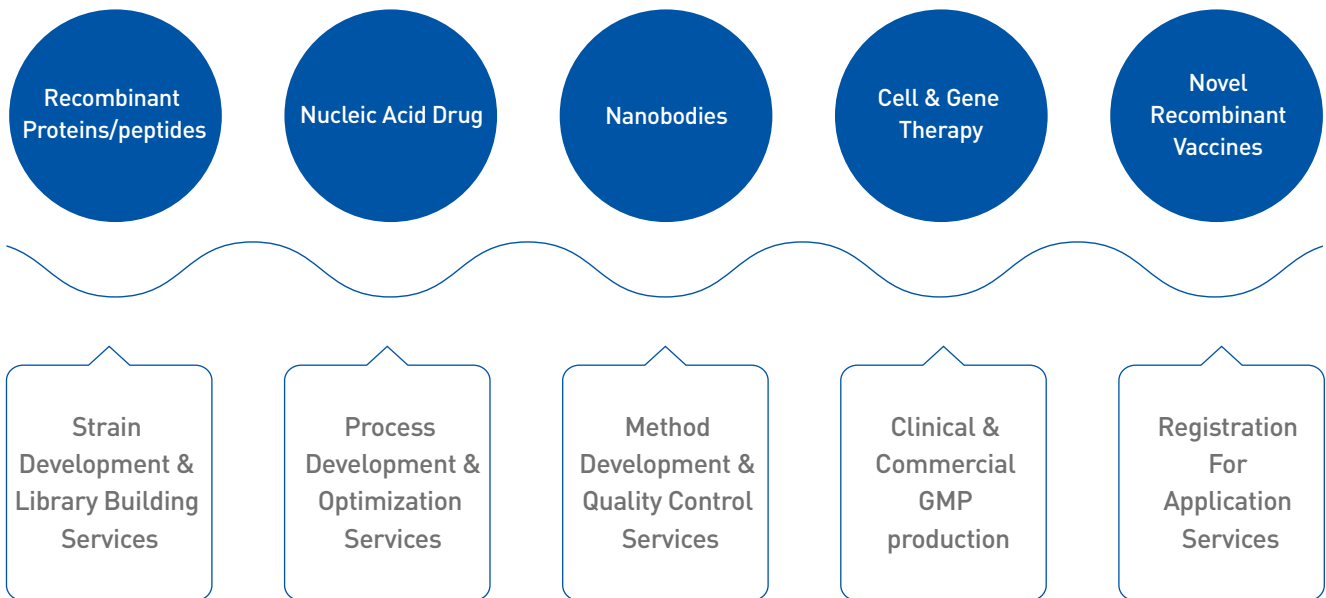 Recombinant
Proteins/peptides
Nucleic Acid Drug
Nanobodies
Cell & Gene
Therapy
Novel
Recombinant
Vaccines
Strain
Development &
Library Building
Services
Process
Development &
Optimization
Services
Method
Development &
Quality Control
Services
Clinical &
Commercial
GMP
production
Registration
For
Application
Services